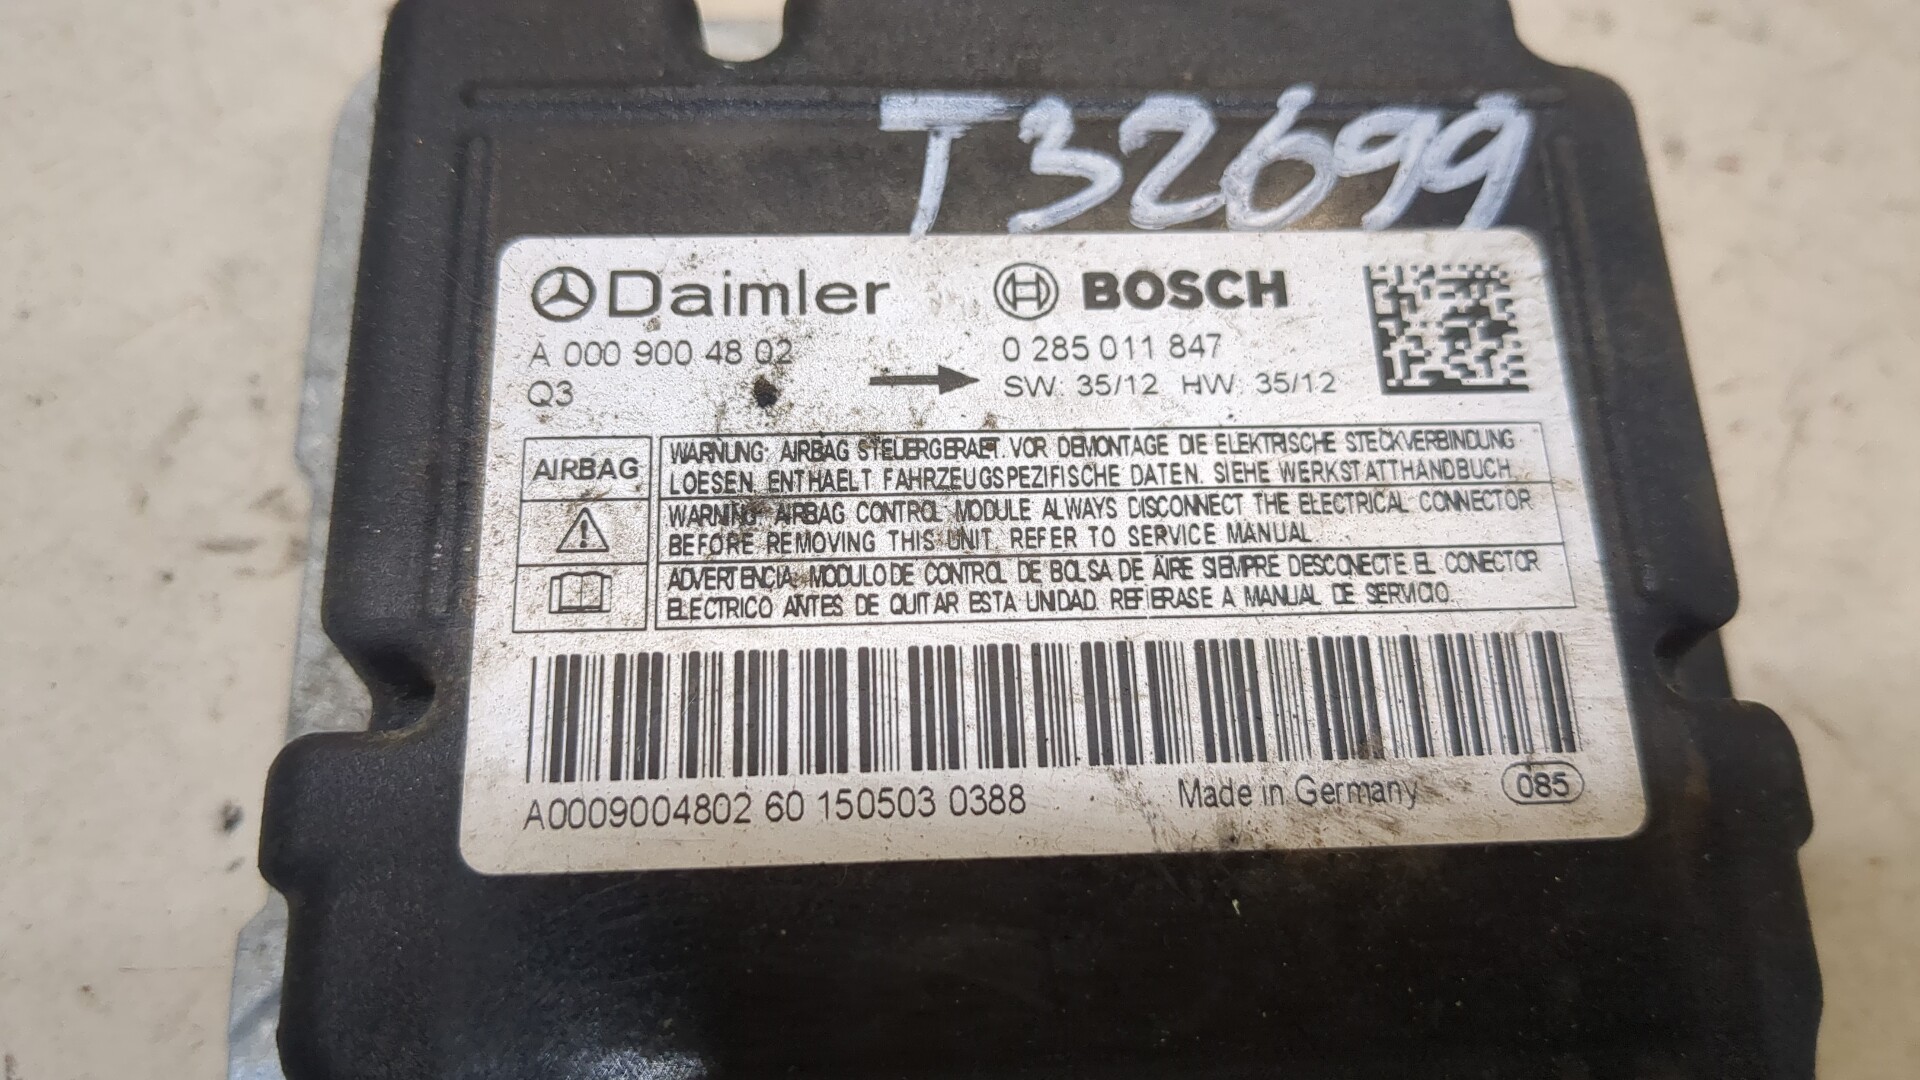 T32699
Daimler
BOSCH
A 000 900 48 02
0 285 011 847
Q3
SW: 35/12 HW: 35/12
AIRBAG
WARNUNG: AIRBAG STEUERGERAET. VOR DEMONTAGE DIE ELEKTRISCHE STECKVERBINDUNG
LOESEN. ENTHAELT FAHRZEUGSPEZIFISCHE DATEN. SIEHE WERKSTATTHANDBUCH.
WARNING: AIRBAG CONTROL MODULE ALWAYS DISCONNECT THE ELECTRICAL CONNECTOR
BEFORE REMOVING THIS UNIT. REFER TO SERVICE MANUAL.
ADVERTENCIA: MODULO DE CONTROL DE BOLSA DE AIRE SIEMPRE DESCONECTE EL CONECTOR
ELECTRICO ANTES DE QUITAR ESTA UNIDAD. REFIERASE A MANUAL DE SERVICIO.
A0009004802 60 150503 0388
Made in Germany
085